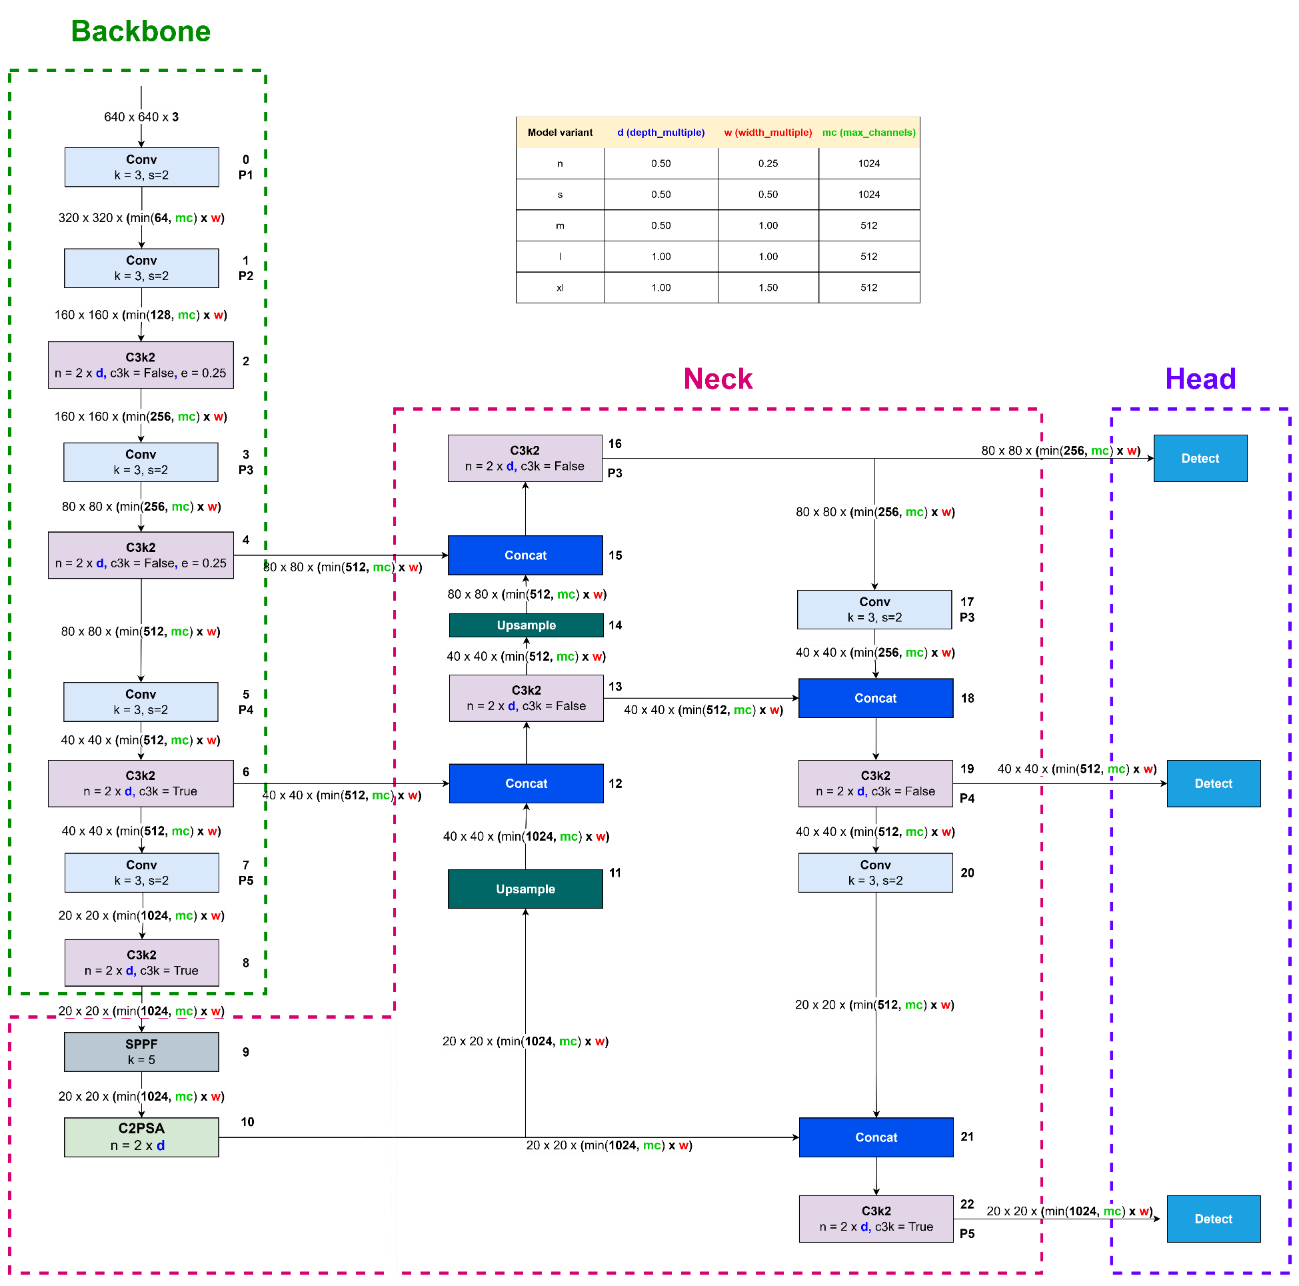 Backbone
640 x 640 x 3
Conv
k = 3, s=2
0
P1
320 x 320 x (min(64, mc) x w)
Conv
k = 3, s=2
1
P2
160 x 160 x (min(128, mc) x w)
C3k2
n = 2 x d, c3k = False, e = 0.25
2
160 x 160 x (min(256, mc) x w)
Conv
k = 3, s=2
3
P3
80 x 80 x (min(256, mc) x w)
C3k2
n = 2 x d, c3k = False, e = 0.25
4
80 x 80 x (min(512, mc) x w)
80 x 80 x (min(512, mc) x w)
Conv
k = 3, s=2
5
P4
40 x 40 x (min(512, mc) x w)
C3k2
n = 2 x d, c3k = True
6
40 x 40 x (min(512, mc) x w)
40 x 40 x (min(512, mc) x w)
Conv
k = 3, s=2
7
P5
20 x 20 x (min(1024, mc) x w)
C3k2
n = 2 x d, c3k = True
8
20 x 20 x (min(1024, mc) x w)
SPPF
k = 5
9
20 x 20 x (min(1024, mc) x w)
C2PSA
n = 2 x d
10
20 x 20 x (min(1024, mc) x w)
Model variant d (depth_multiple) w (width_multiple) mc (max_channels)
n 0.50 0.25 1024
s 0.50 0.50 1024
m 0.50 1.00 512
l 1.00 1.00 512
xl 1.00 1.50 512
Neck
C3k2
n = 2 x d, c3k = False
16
P3
Concat
15
80 x 80 x (min(512, mc) x w)
Upsample
14
40 x 40 x (min(512, mc) x w)
C3k2
n = 2 x d, c3k = False
13
40 x 40 x (min(512, mc) x w)
Concat
12
40 x 40 x (min(1024, mc) x w)
Upsample
11
20 x 20 x (min(1024, mc) x w)
80 x 80 x (min(256, mc) x w)
80 x 80 x (min(256, mc) x w)
Conv
k = 3, s=2
17
P3
40 x 40 x (min(256, mc) x w)
Concat
18
C3k2
n = 2 x d, c3k = False
19
P4
40 x 40 x (min(512, mc) x w)
40 x 40 x (min(512, mc) x w)
Conv
k = 3, s=2
20
20 x 20 x (min(512, mc) x w)
Concat
21
C3k2
n = 2 x d, c3k = True
22
P5
20 x 20 x (min(1024, mc) x w)
Head
Detect
Detect
Detect